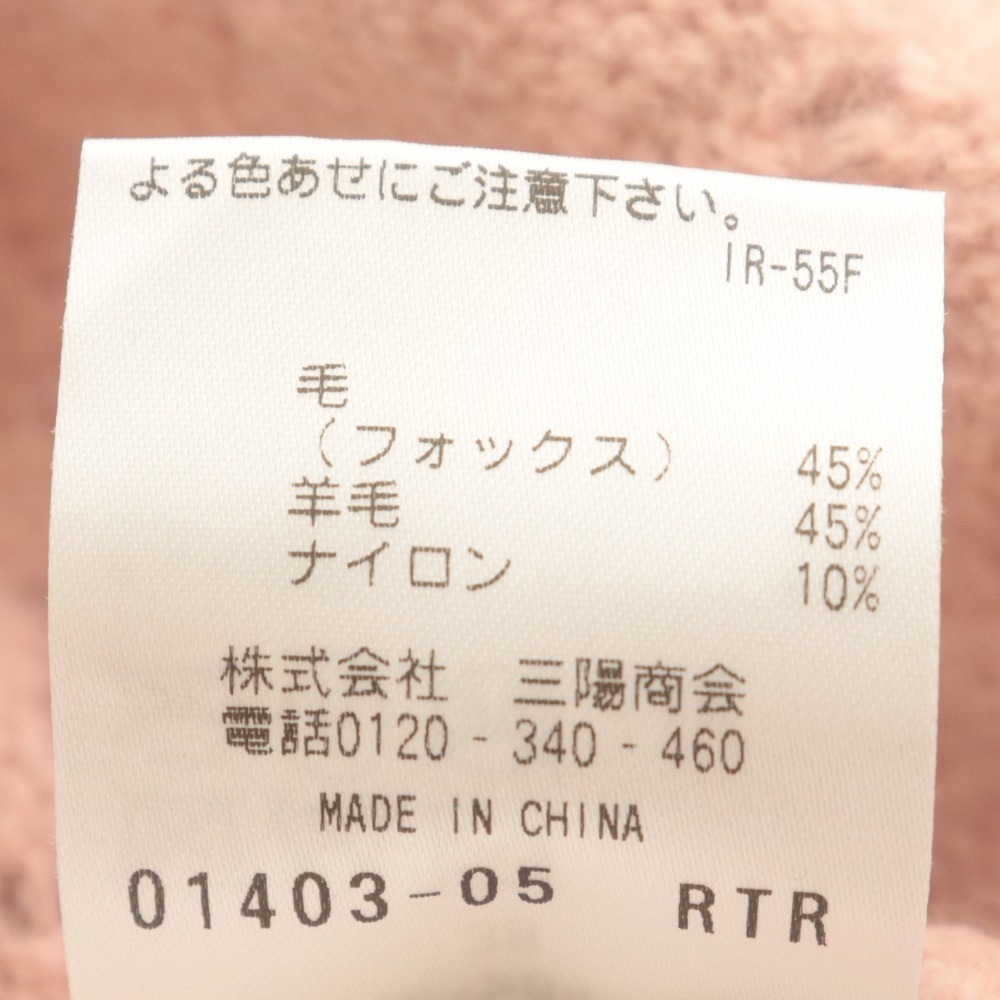 よる色あせにご注意下さい。
IR-55F
毛
(フォックス) 45%
羊毛 45%
ナイロン 10%
株式会社 三陽商会
電話0120-340-460
MADE IN CHINA
01403-05 RTR